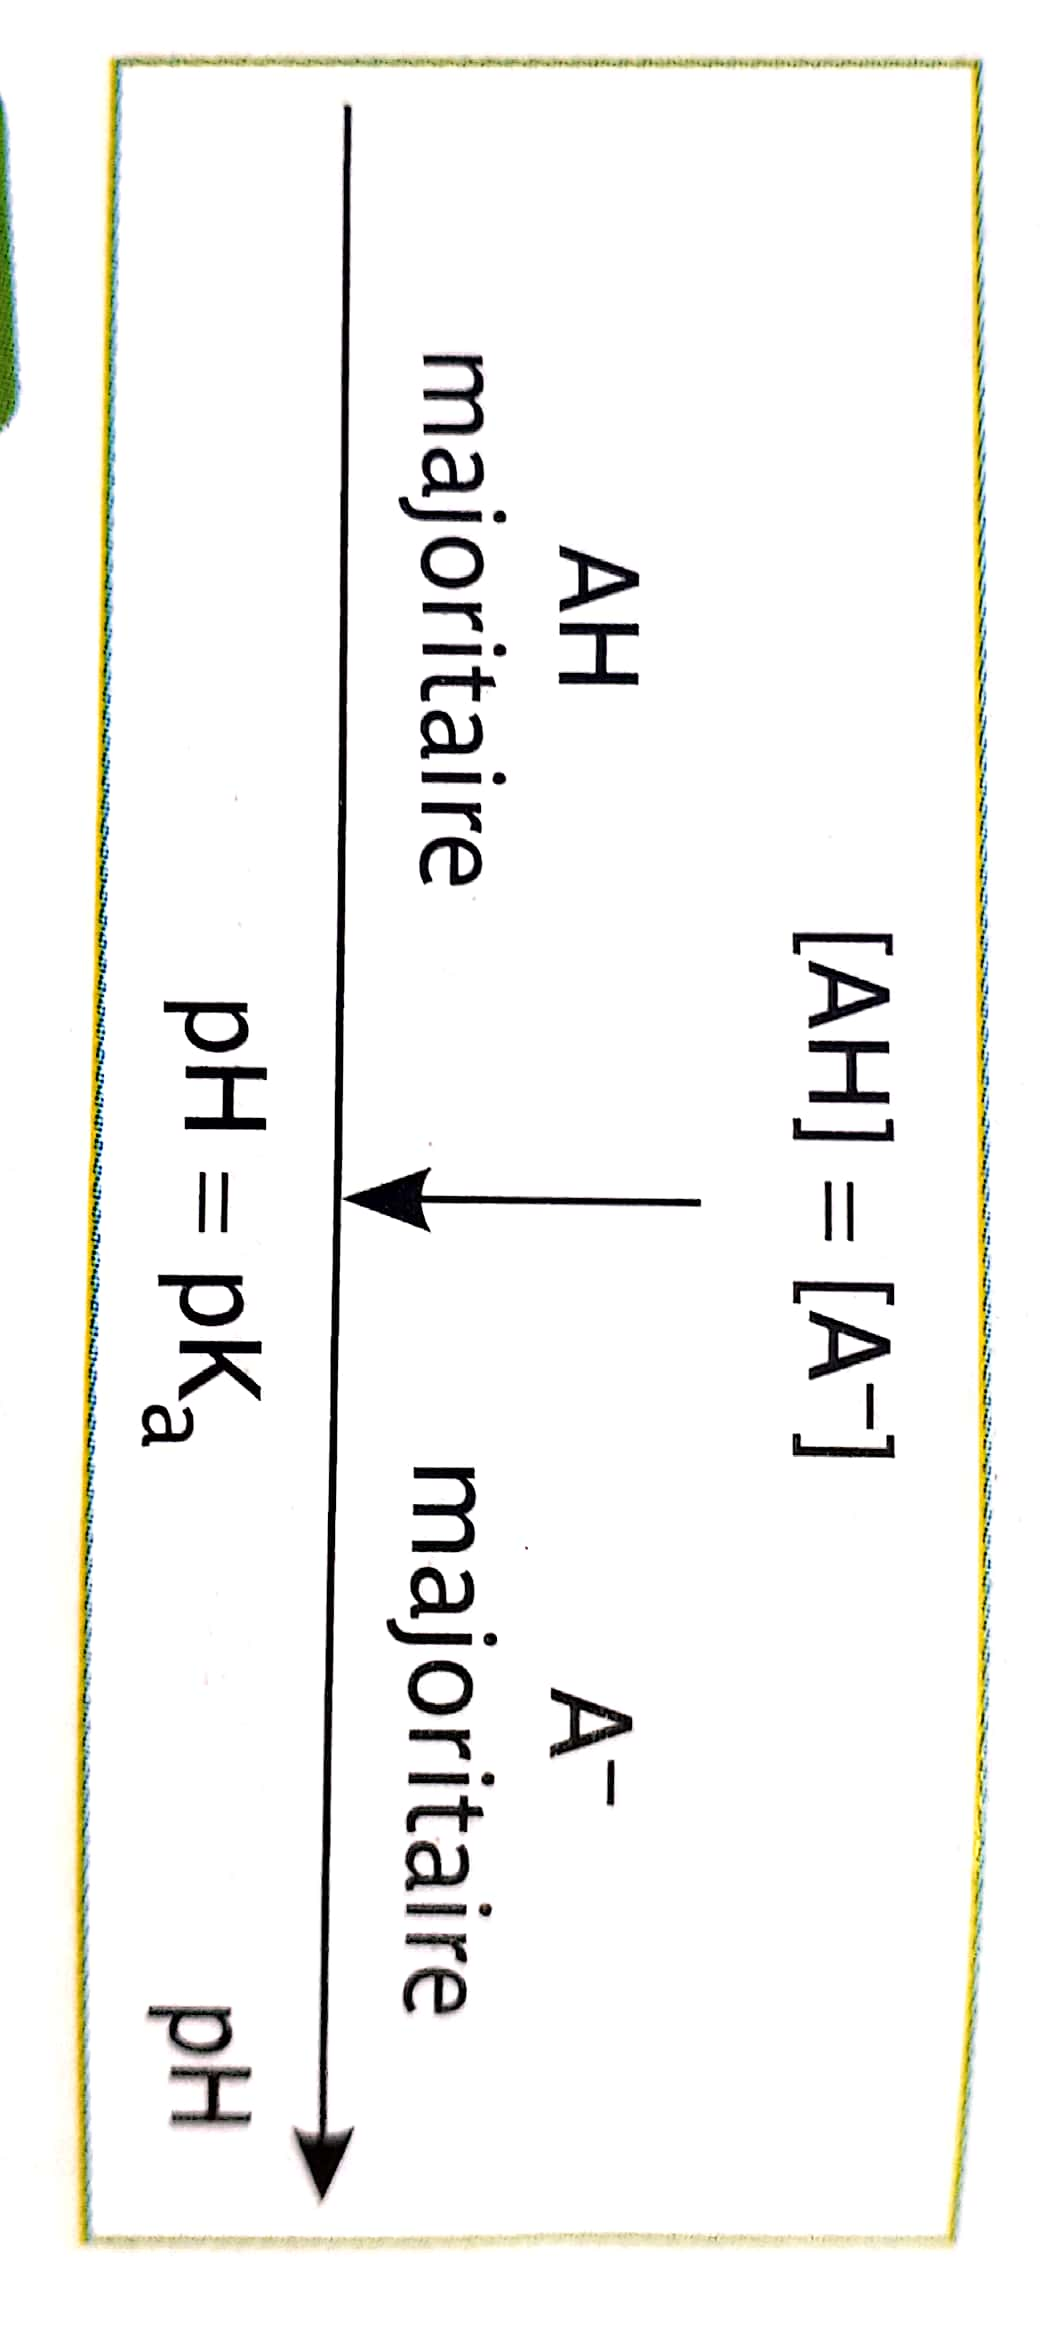 [AH] = [A⁻]
AH
majoritaire
A⁻
majoritaire
pH = pKₐ
pH